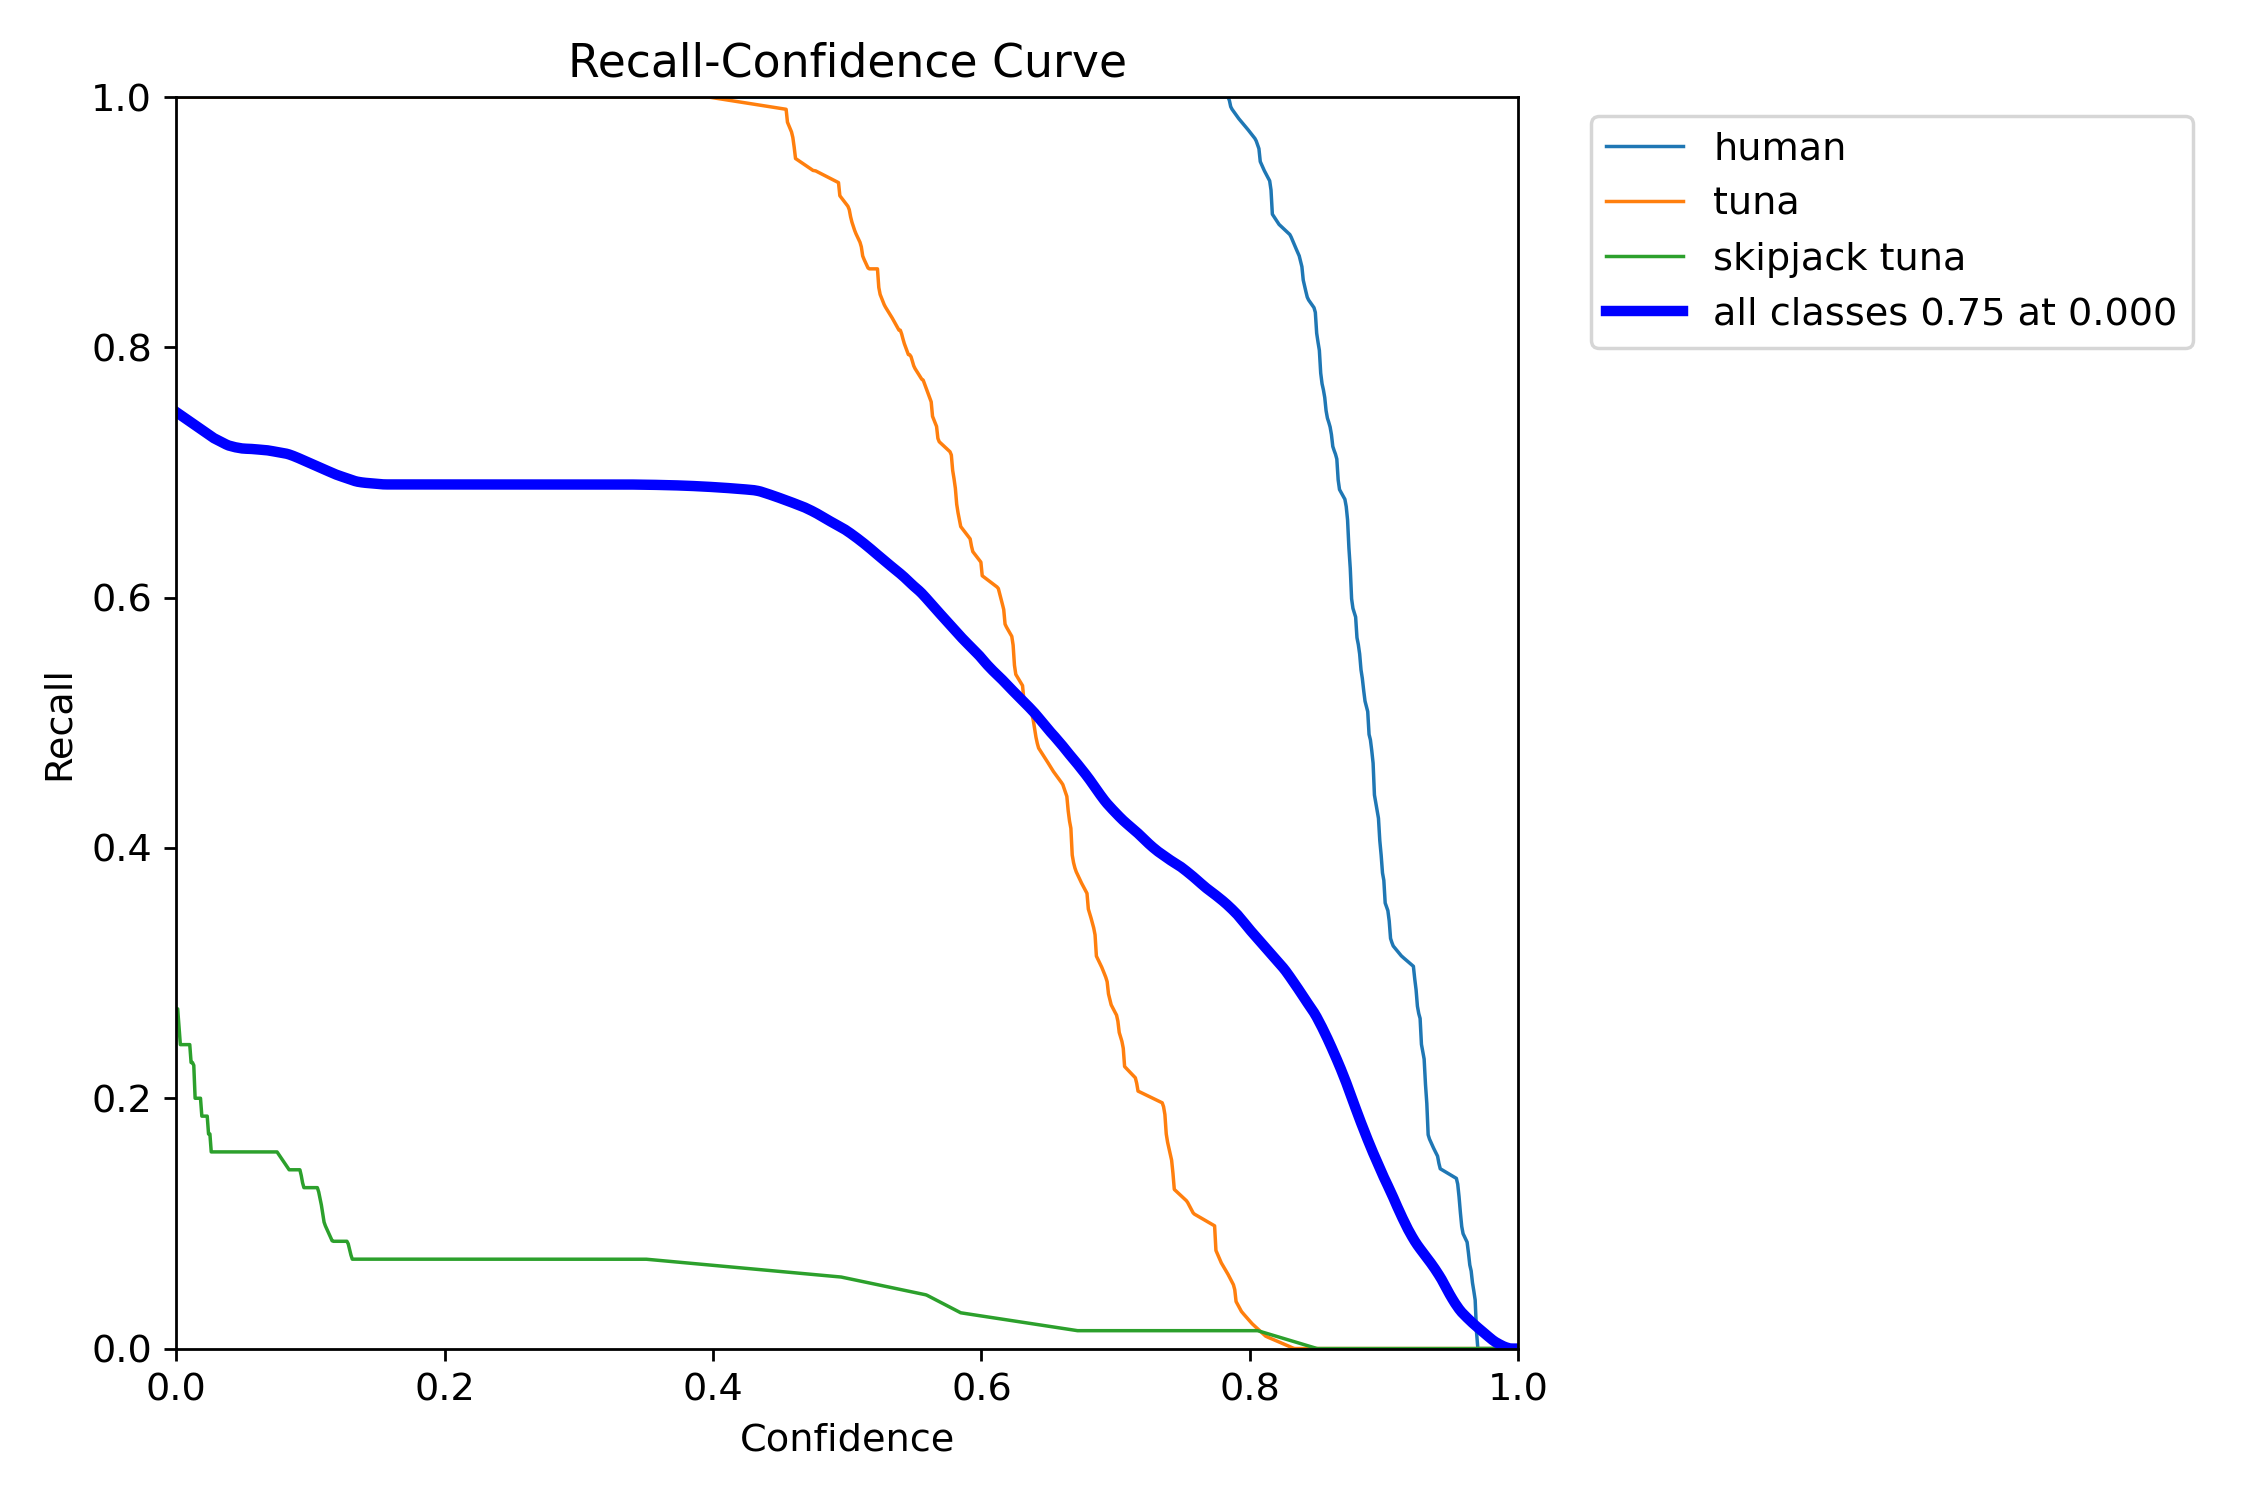 Recall-Confidence Curve
1.0
0.8
0.6
0.4
0.2
0.0
Recall
0.0 0.2 0.4 0.6 0.8 1.0
Confidence
human
tuna
skipjack tuna
all classes 0.75 at 0.000